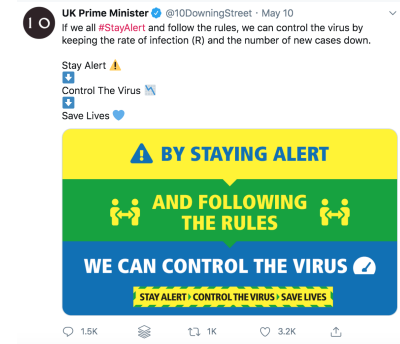 10
UK Prime Minister @10DowningStreet · May 10
If we all #StayAlert and follow the rules, we can control the virus by
keeping the rate of infection (R) and the number of new cases down.
Stay Alert ⚠️
⬇️
Control The Virus 📉
⬇️
Save Lives 💙
BY STAYING ALERT
AND FOLLOWING
THE RULES
WE CAN CONTROL THE VIRUS
STAY ALERT CONTROL THE VIRUS SAVE LIVES
1.5K 1K 3.2K